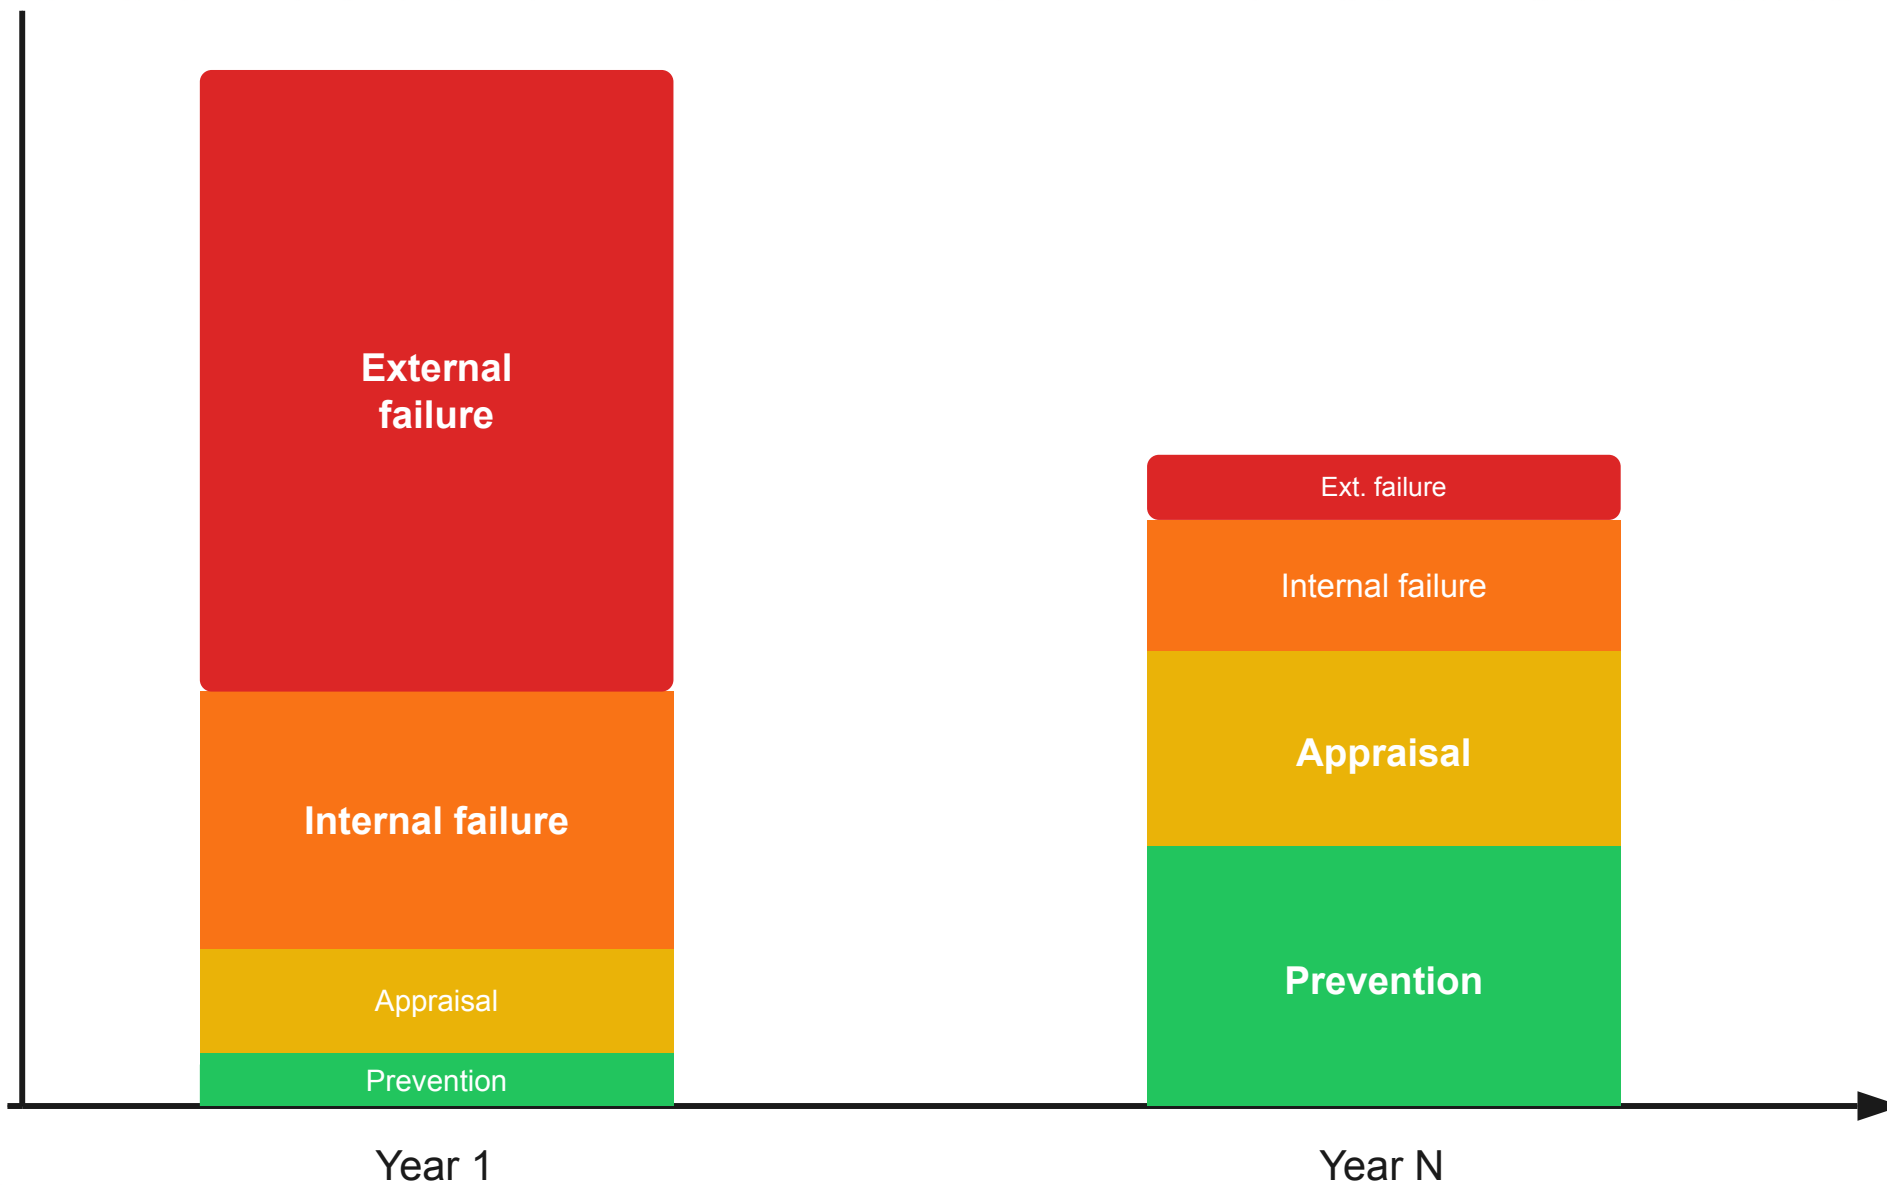 External
failure
Internal failure
Appraisal
Prevention
Year 1
Ext. failure
Internal failure
Appraisal
Prevention
Year N